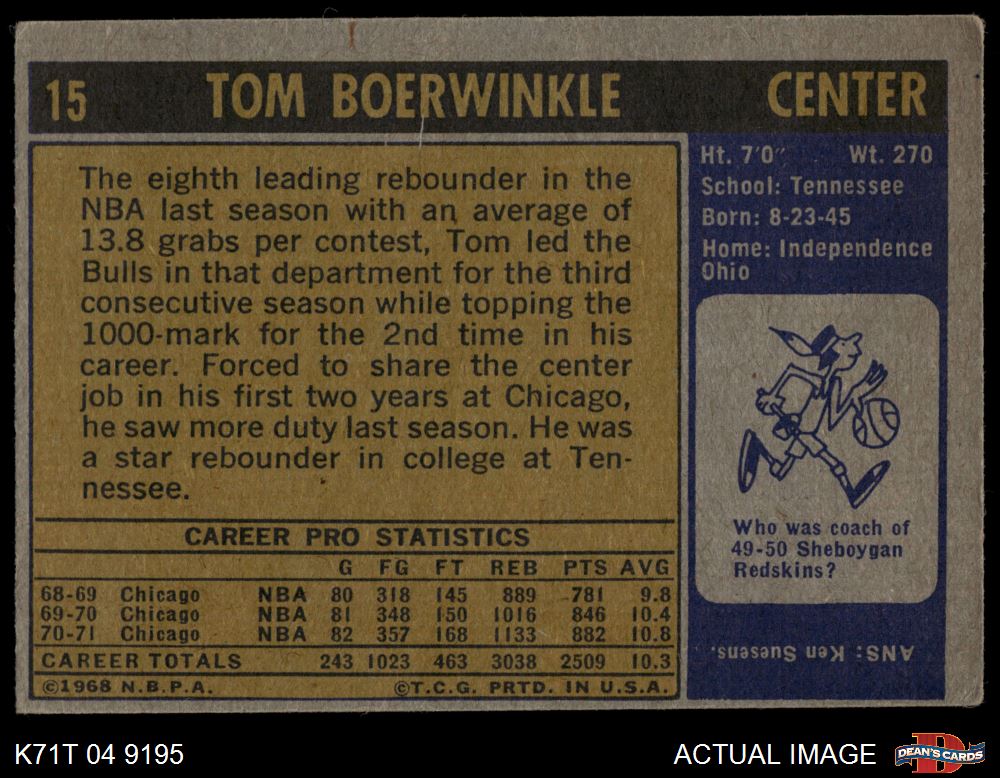 15 TOM BOERWINKLE CENTER
The eighth leading rebounder in the
NBA last season with an average of
13.8 grabs per contest, Tom led the
Bulls in that department for the third
consecutive season while topping the
1000-mark for the 2nd time in his
career. Forced to share the center
job in his first two years at Chicago,
he saw more duty last season. He was
a star rebounder in college at Ten-
nessee.
CAREER PRO STATISTICS
G FG FT REB PTS AVG
68-69 Chicago NBA 80 318 145 889 781 9.8
69-70 Chicago NBA 81 348 150 1016 846 10.4
70-71 Chicago NBA 82 357 168 1133 882 10.8
CAREER TOTALS 243 1023 463 3038 2509 10.3
©1968 N.B.P.A. ©T.C.G. PRTD. IN U.S.A.
Ht. 7'0" Wt. 270
School: Tennessee
Born: 8-23-45
Home: Independence
Ohio
Who was coach of
49-50 Sheboygan
Redskins?
ANS: Ken Suesens.
K71T 04 9195 ACTUAL IMAGE DEAN'S CARDS